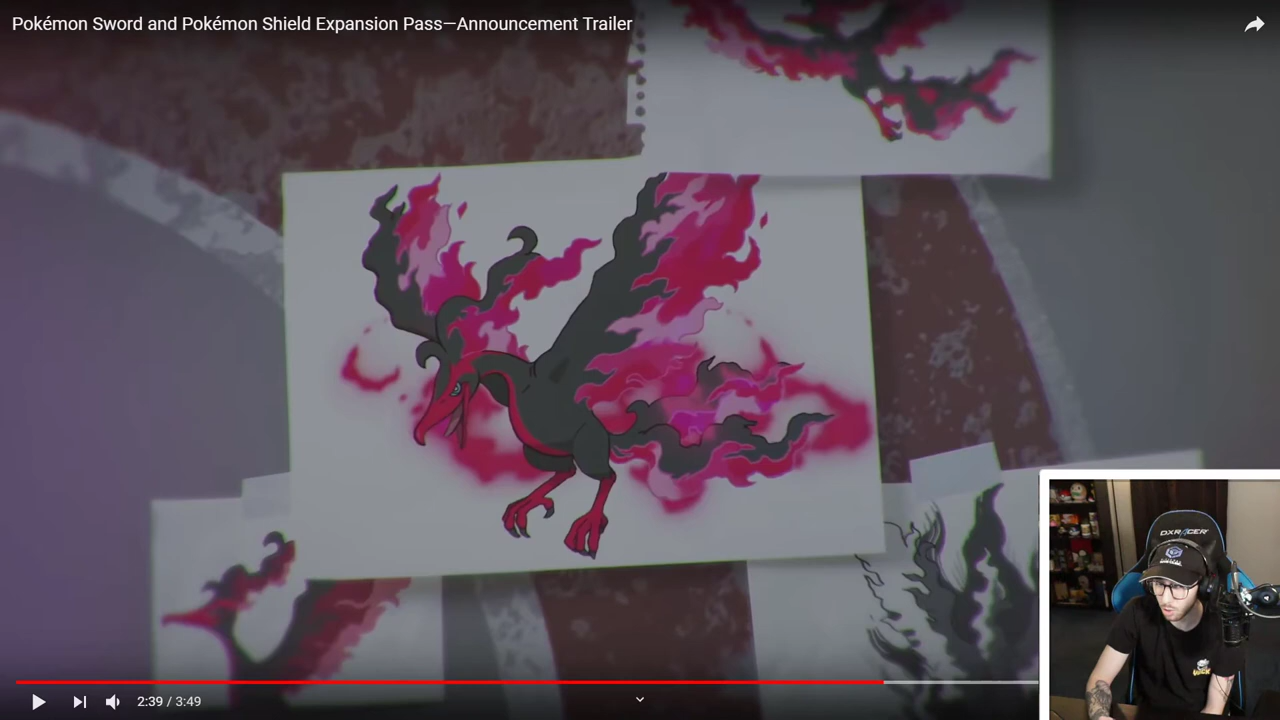 Pokémon Sword and Pokémon Shield Expansion Pass—Announcement Trailer
DXRACER
2:39 / 3:49